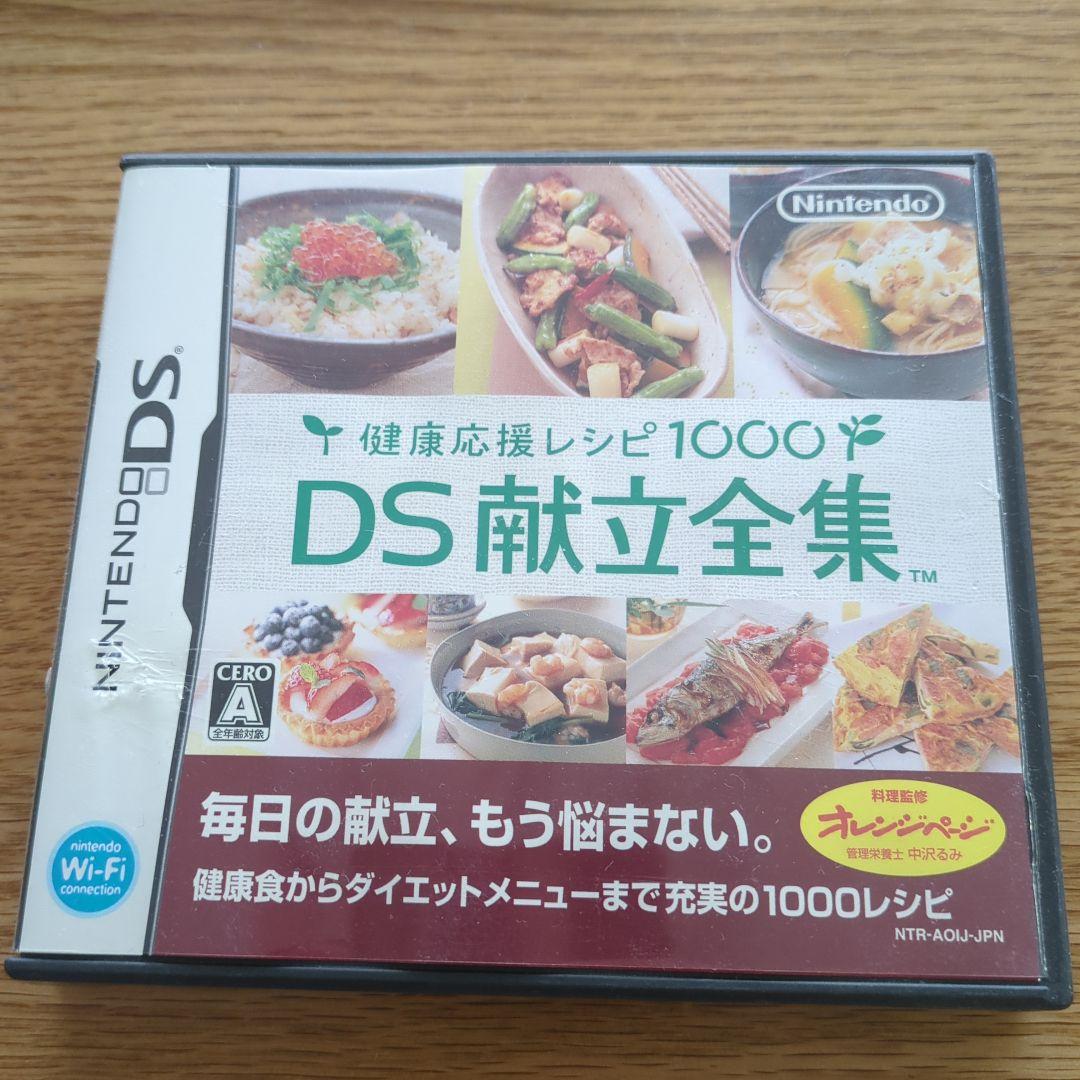 NINTENDO DS®
Nintendo
健康応援レシピ1000
DS 献立全集™
CERO
A
全年齢対象
毎日の献立、もう悩まない。
料理監修
オレンジページ
管理栄養士 中沢るみ
健康食からダイエットメニューまで充実の1000レシピ
NTR-AOIJ-JPN
nintendo
Wi-Fi
connection